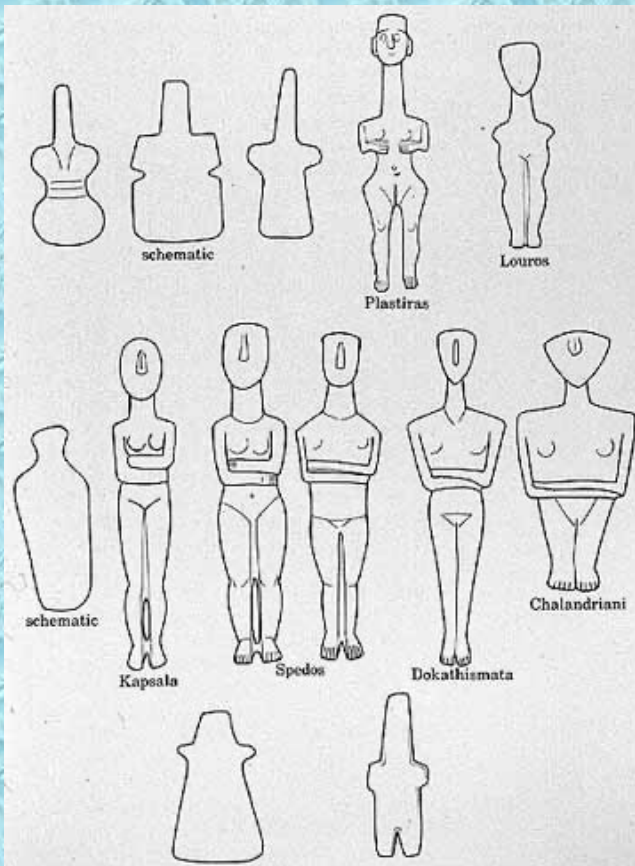 schematic
Plastiras
Louros
schematic
Kapsala
Spedos
Dokathismata
Chalandriani